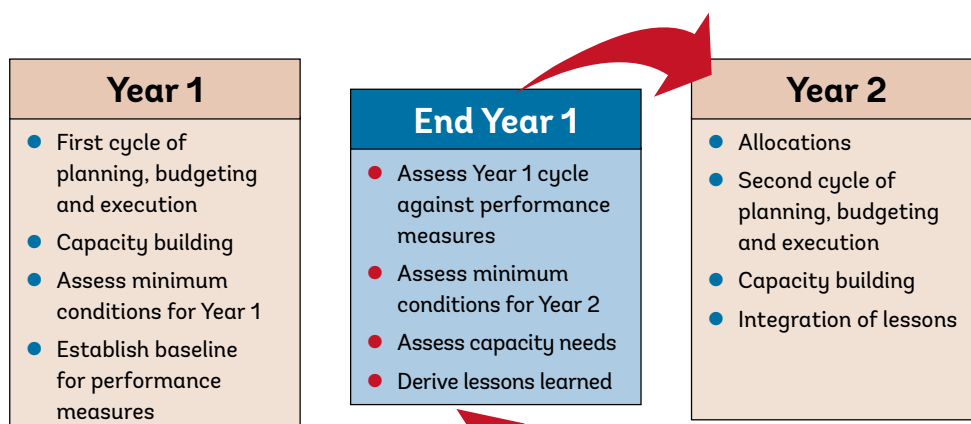 Year 1
First cycle of
planning, budgeting
and execution
Capacity building
Assess minimum
conditions for Year 1
Establish baseline
for performance
measures
End Year 1
Assess Year 1 cycle
against performance
measures
Assess minimum
conditions for Year 2
Assess capacity needs
Derive lessons learned
Year 2
Allocations
Second cycle of
planning, budgeting
and execution
Capacity building
Integration of lessons